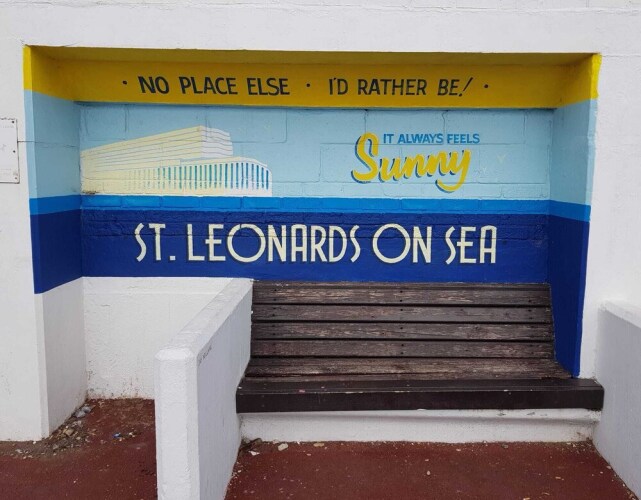 · NO PLACE ELSE · I'D RATHER BE! ·
IT ALWAYS FEELS
Sunny
ST. LEONARDS ON SEA